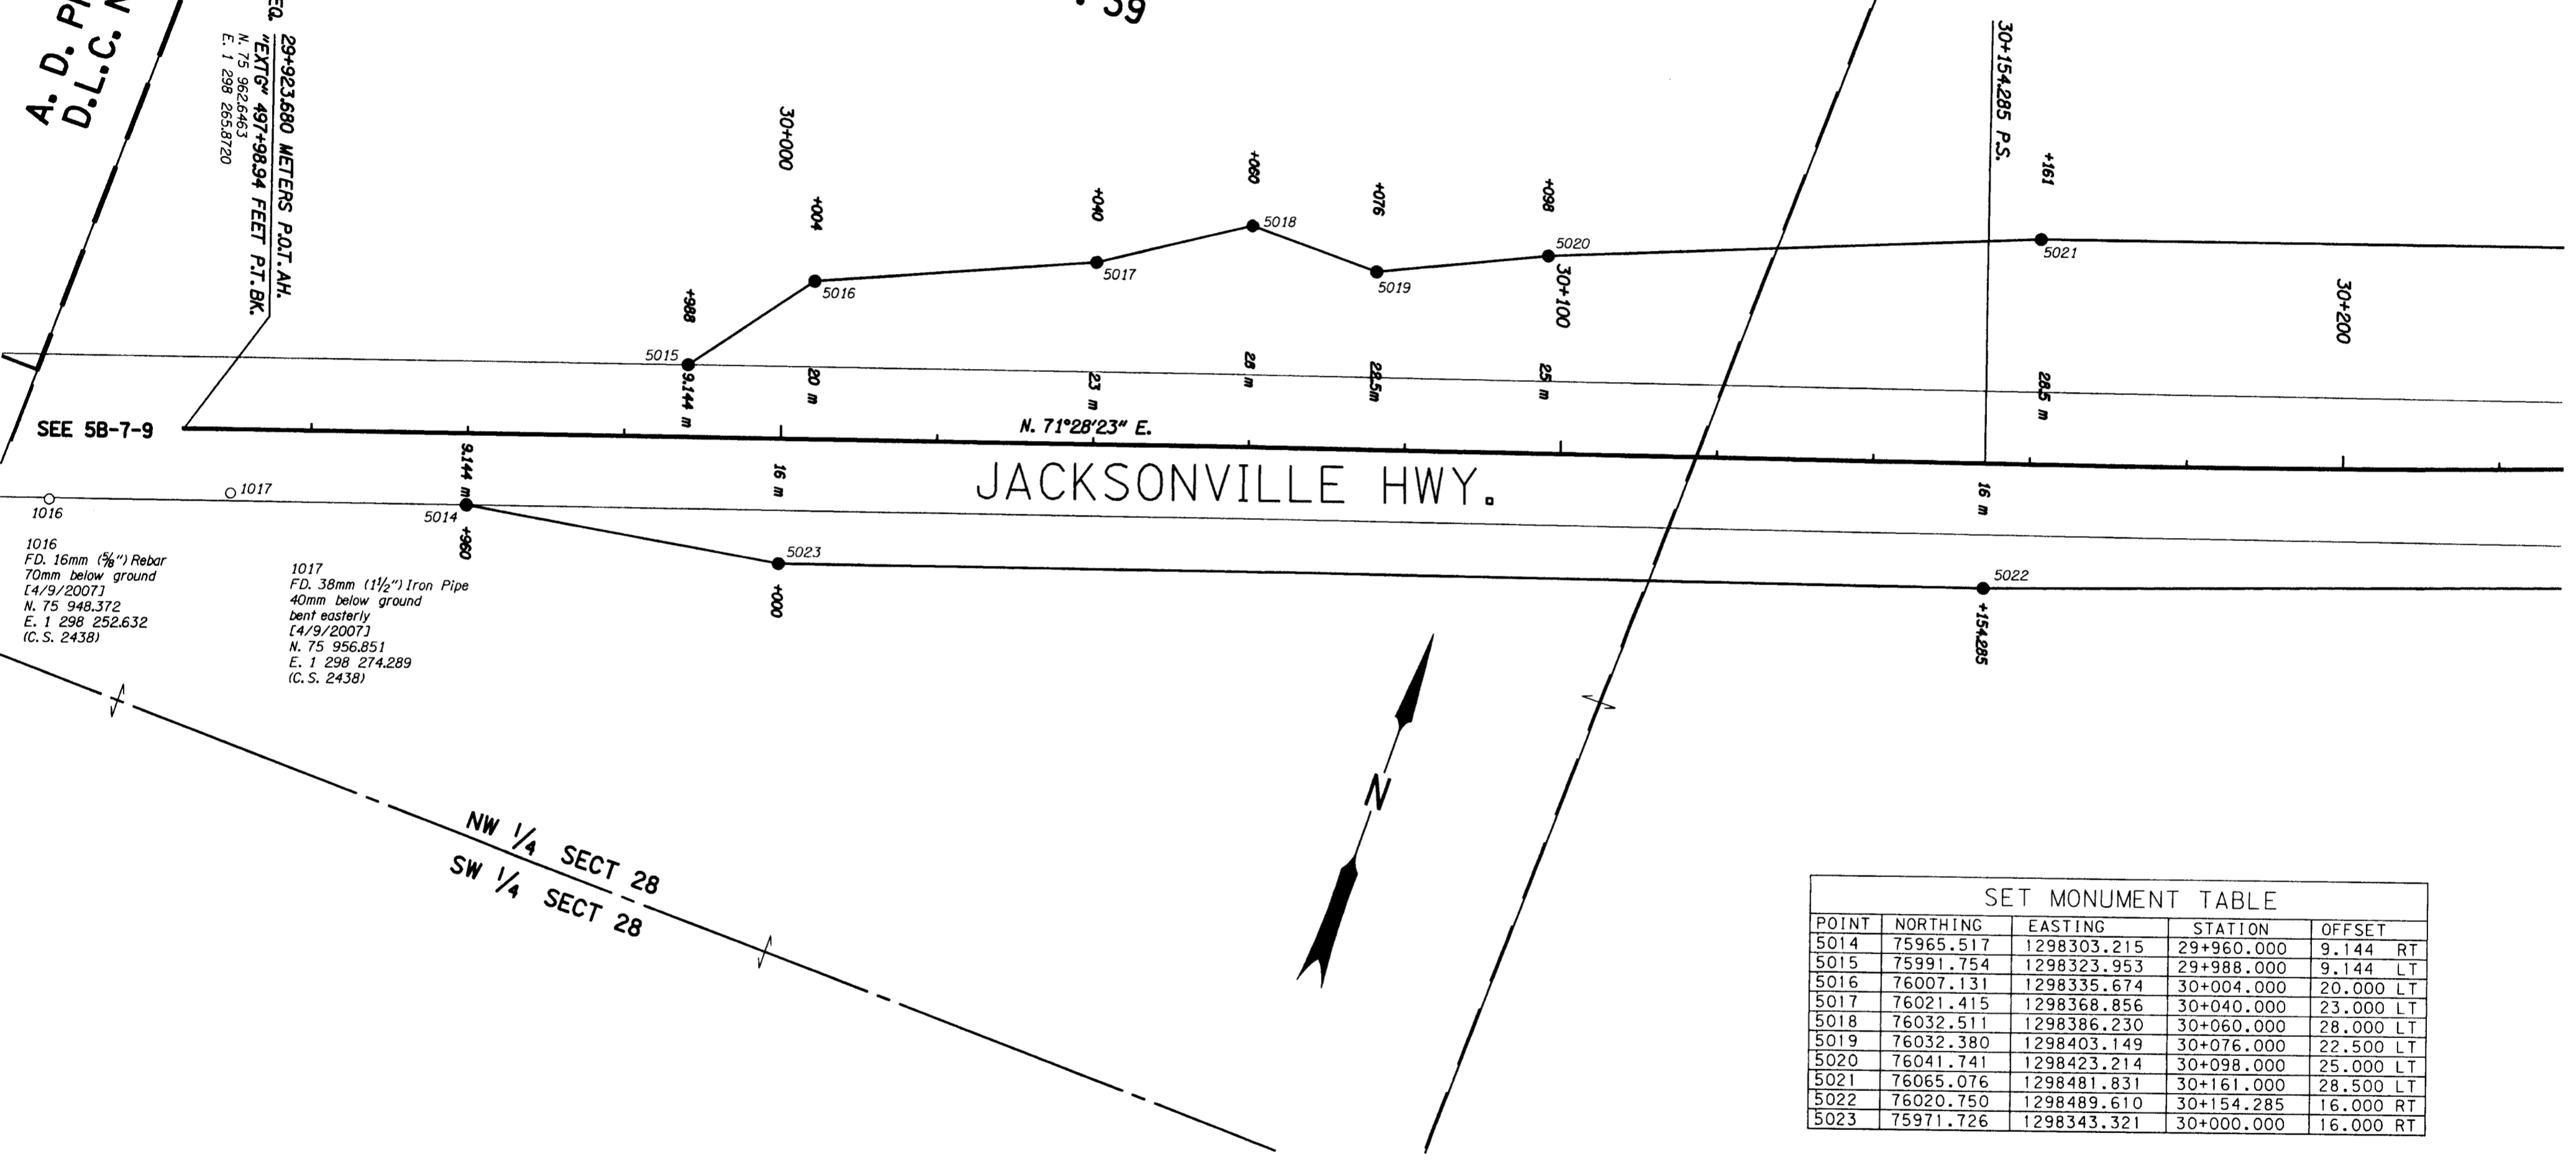 A. D.
D.L.C.
39
EQ.
29+923.680 METERS P.O.T. AH.
"EXTG" 497+98.94 FEET P.T. BK.
N. 75 962.6463
E. 1 298 265.8720
30+000
+988
+004
+040
+060
+076
+098
30+154.285 P.S.
+161
5015
5016
5017
5018
5019
5020
30+100
5021
30+200
9.144 m
20 m
23 m
28 m
28.5m
25 m
28.5 m
SEE 5B-7-9
N. 71°28'23" E.
JACKSONVILLE HWY.
9.144 m
16 m
16 m
1016
1017
5014
+960
5023
+000
5022
+154.285
1016
FD. 16mm (5/8") Rebar
70mm below ground
[4/9/2007]
N. 75 948.372
E. 1 298 252.632
(C.S. 2438)
1017
FD. 38mm (1 1/2") Iron Pipe
40mm below ground
bent easterly
[4/9/2007]
N. 75 956.851
E. 1 298 274.289
(C.S. 2438)
N
NW 1/4 SECT 28
SW 1/4 SECT 28
SET MONUMENT TABLE
POINT NORTHING EASTING STATION OFFSET
5014 75965.517 1298303.215 29+960.000 9.144 RT
5015 75991.754 1298323.953 29+988.000 9.144 LT
5016 76007.131 1298335.674 30+004.000 20.000 LT
5017 76021.415 1298368.856 30+040.000 23.000 LT
5018 76032.511 1298386.230 30+060.000 28.000 LT
5019 76032.380 1298403.149 30+076.000 22.500 LT
5020 76041.741 1298423.214 30+098.000 25.000 LT
5021 76065.076 1298481.831 30+161.000 28.500 LT
5022 76020.750 1298489.610 30+154.285 16.000 RT
5023 75971.726 1298343.321 30+000.000 16.000 RT